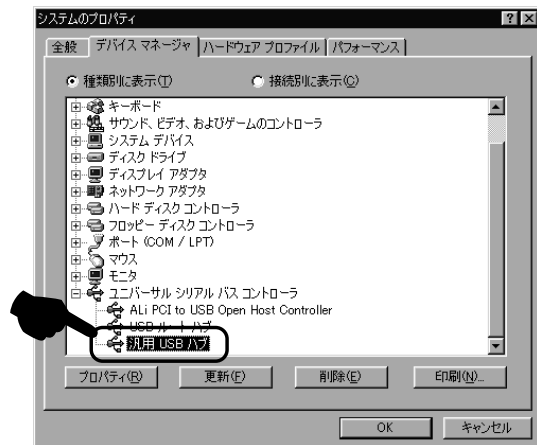 システムのプロパティ
全般 デバイス マネージャ ハードウェア プロファイル パフォーマンス
種類別に表示(T) 接続別に表示(C)
キーボード
サウンド、ビデオ、およびゲームのコントローラ
システム デバイス
ディスク ドライブ
ディスプレイ アダプタ
ネットワーク アダプタ
ハード ディスク コントローラ
フロッピー ディスク コントローラ
ポート (COM / LPT)
マウス
モニタ
ユニバーサル シリアル バス コントローラ
ALi PCI to USB Open Host Controller
USB ルート ハブ
汎用 USB ハブ
プロパティ(R) 更新(F) 削除(E) 印刷(N)...
OK キャンセル